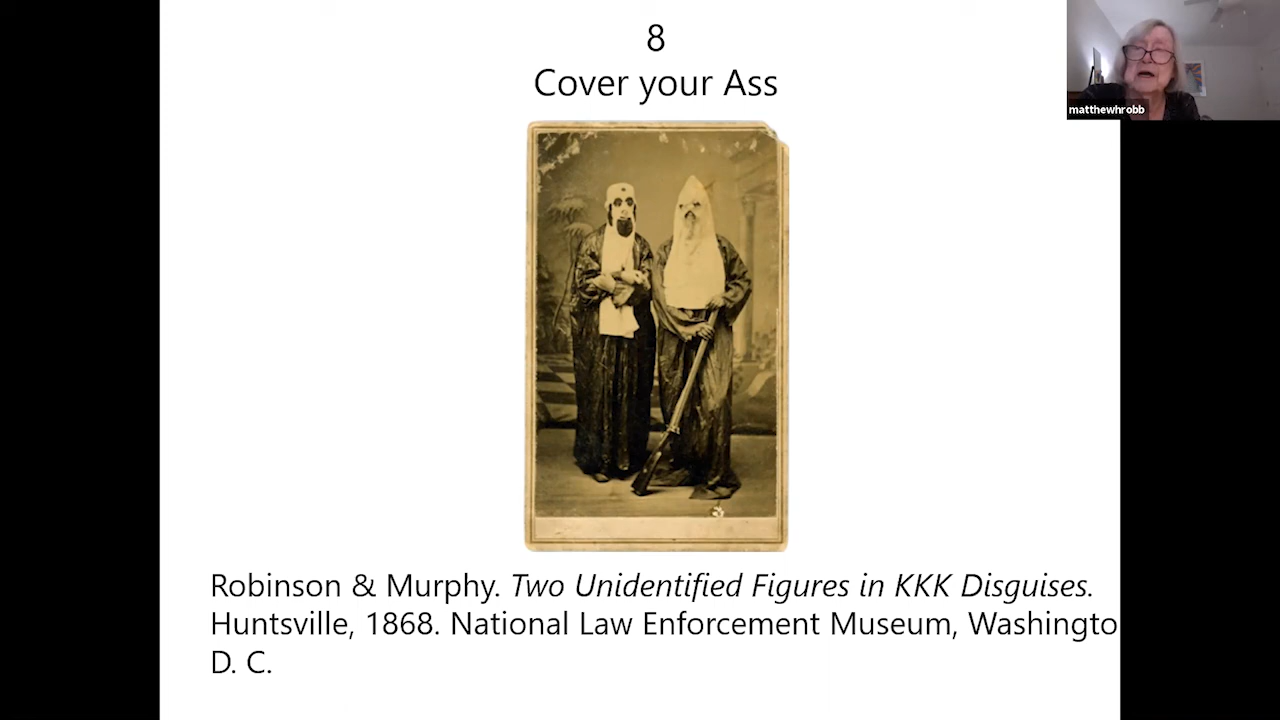 8
Cover your Ass
matthewhrobb
Robinson & Murphy. Two Unidentified Figures in KKK Disguises.
Huntsville, 1868. National Law Enforcement Museum, Washingto
D. C.